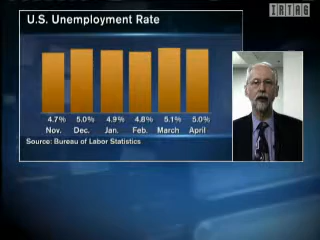 IRTAG
U.S. Unemployment Rate
4.7% 5.0% 4.9% 4.8% 5.1% 5.0%
Nov. Dec. Jan. Feb. March April
Source: Bureau of Labor Statistics